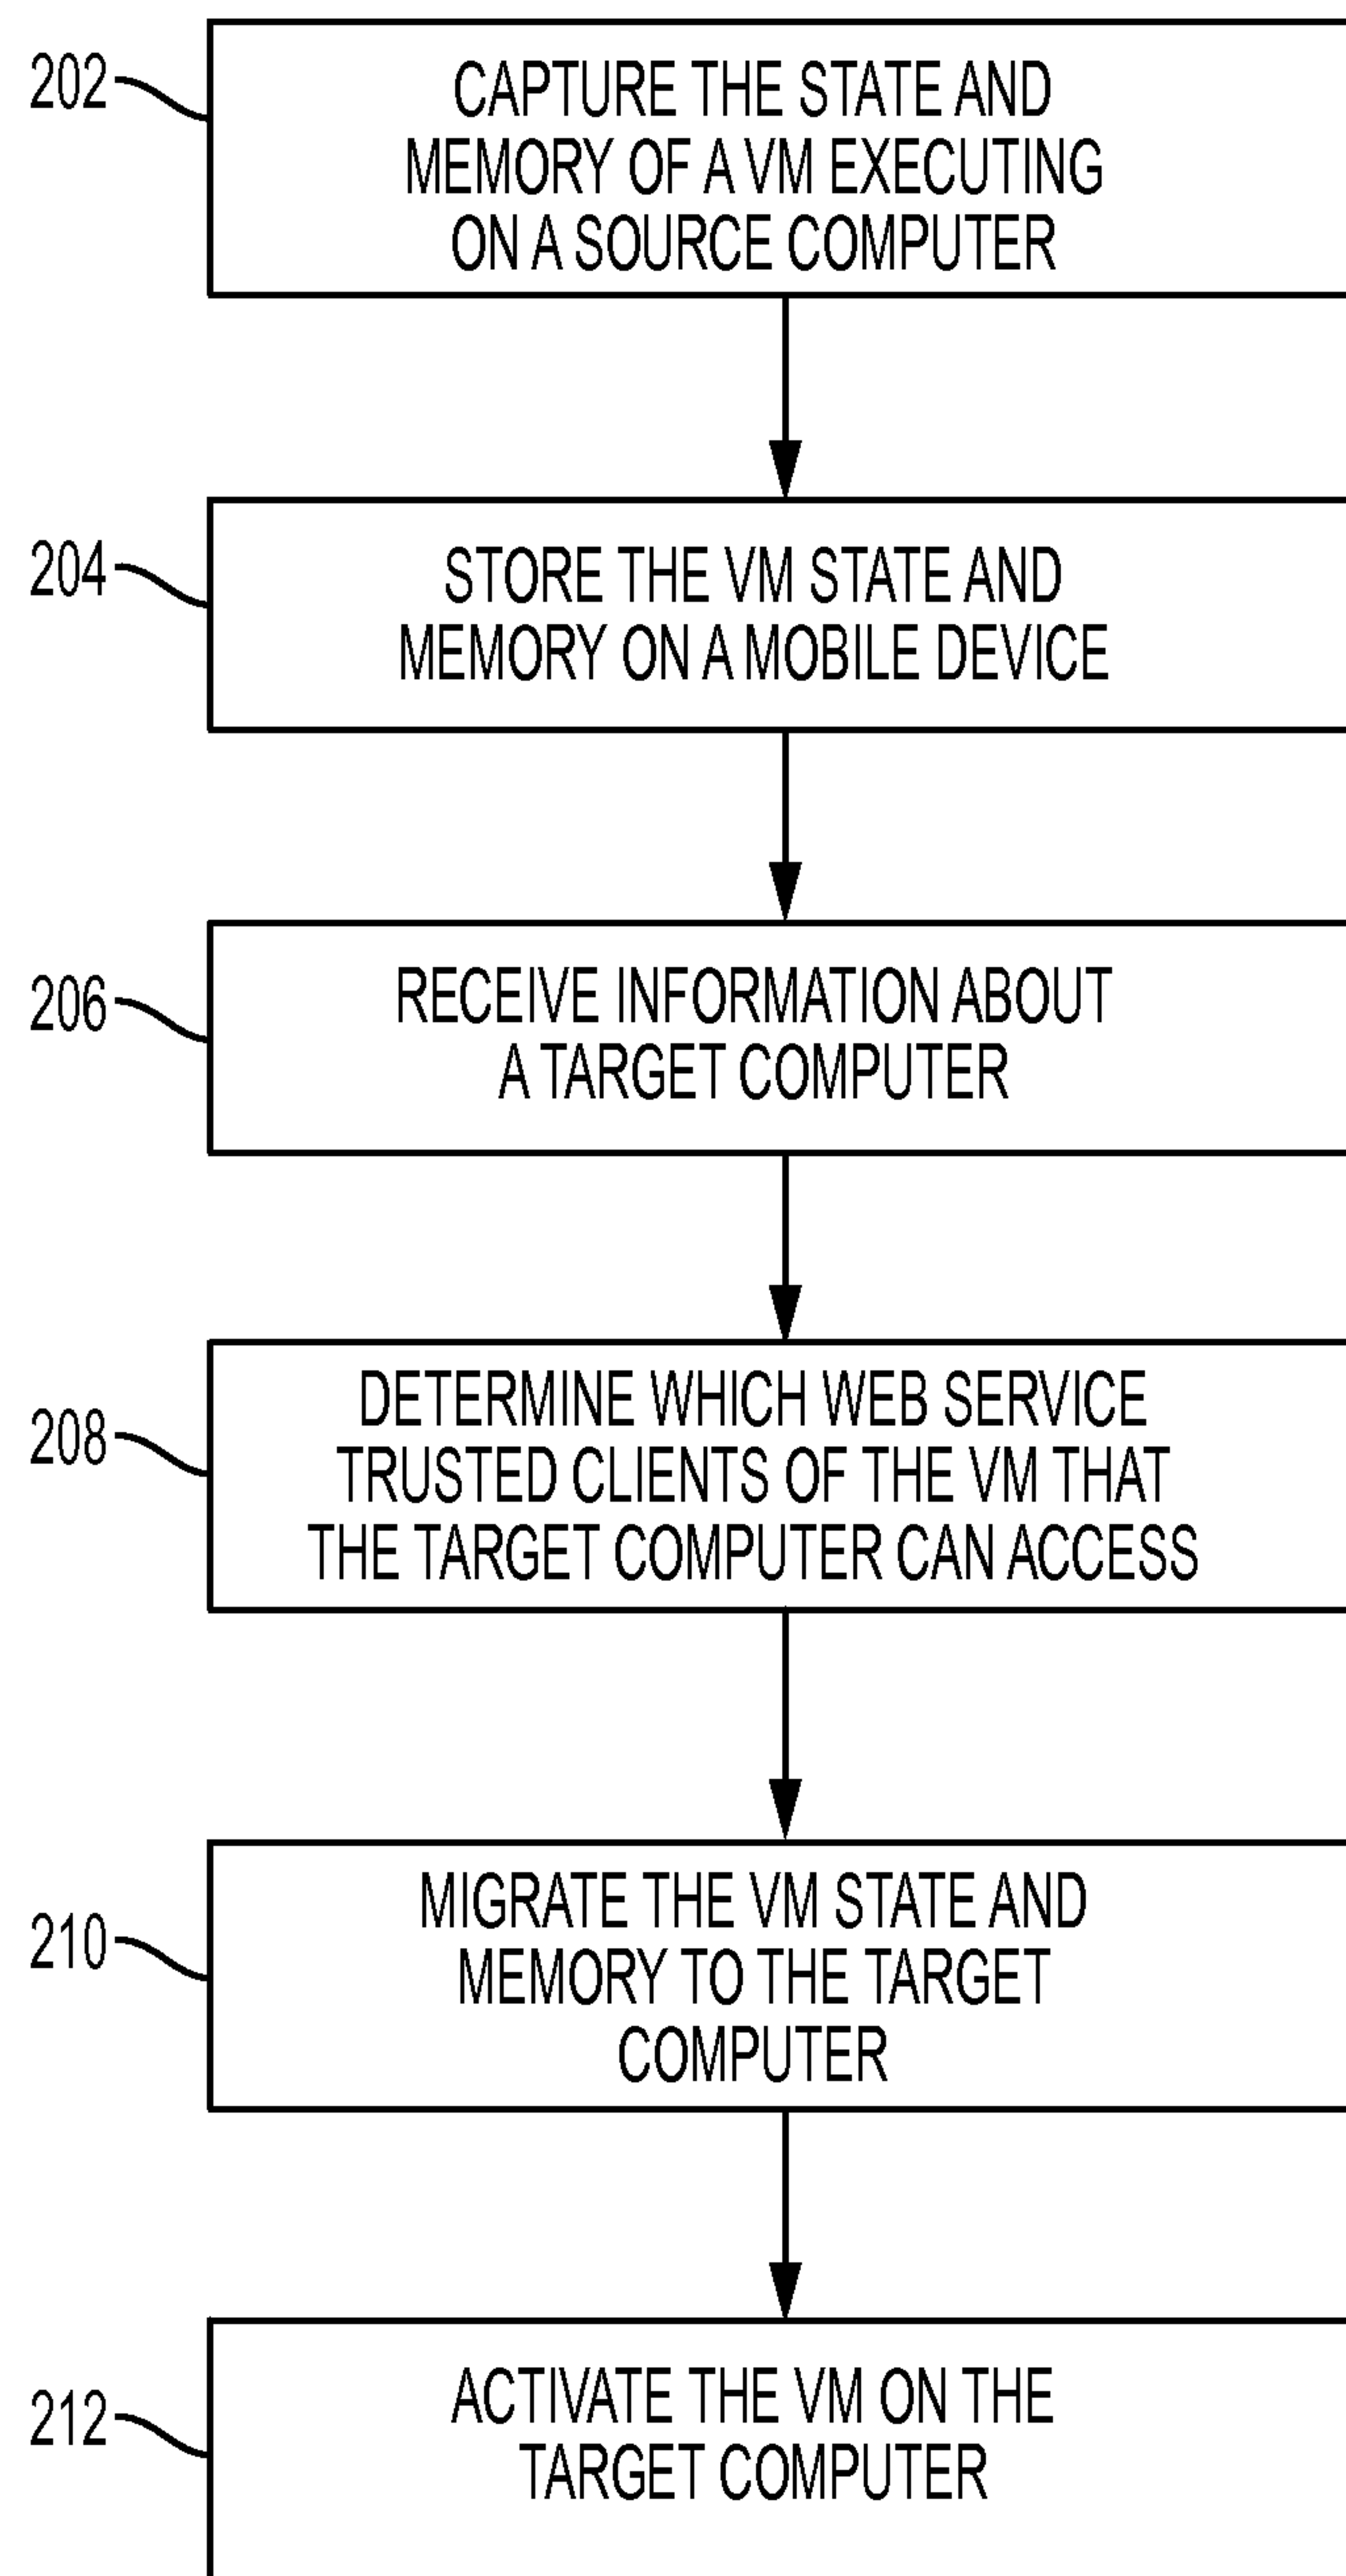 202
CAPTURE THE STATE AND
MEMORY OF A VM EXECUTING
ON A SOURCE COMPUTER
204
STORE THE VM STATE AND
MEMORY ON A MOBILE DEVICE
206
RECEIVE INFORMATION ABOUT
A TARGET COMPUTER
208
DETERMINE WHICH WEB SERVICE
TRUSTED CLIENTS OF THE VM THAT
THE TARGET COMPUTER CAN ACCESS
210
MIGRATE THE VM STATE AND
MEMORY TO THE TARGET
COMPUTER
212
ACTIVATE THE VM ON THE
TARGET COMPUTER